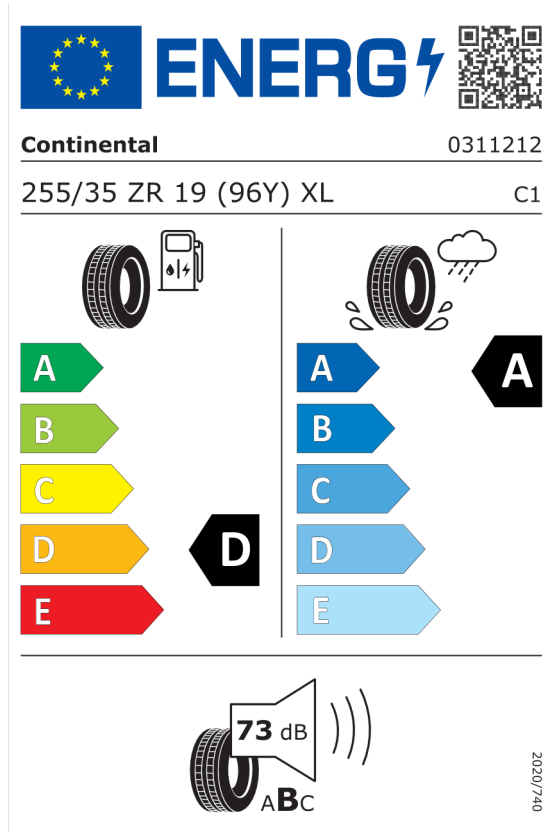 ENERG
Continental 0311212
255/35 ZR 19 (96Y) XL C1
A A A
B B
C C
D D D
E E
73 dB
ABC
2020/740